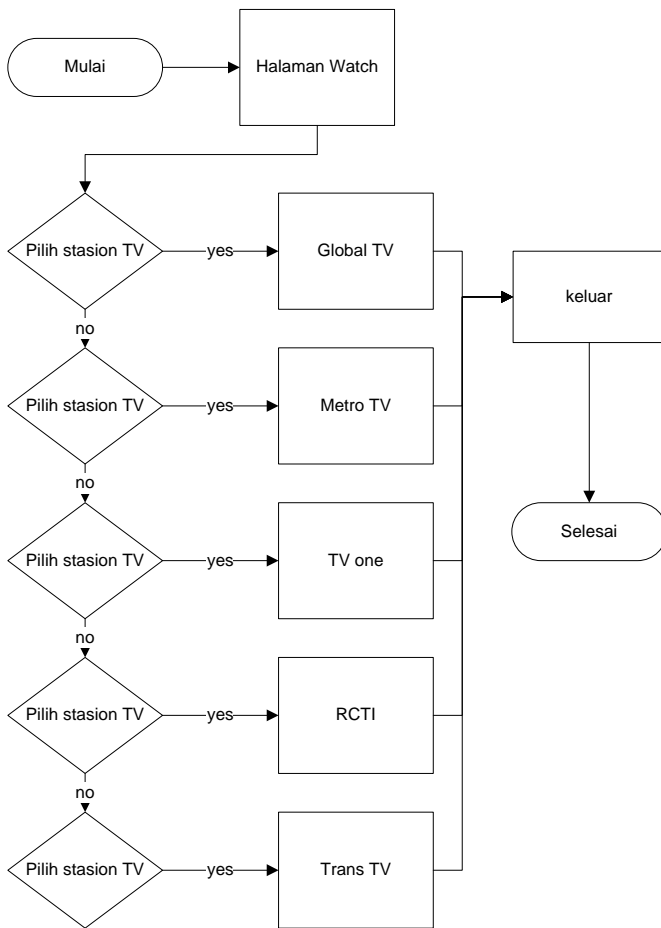 Mulai
Halaman Watch
Pilih stasion TV
yes
Global TV
keluar
no
Pilih stasion TV
yes
Metro TV
no
Pilih stasion TV
yes
TV one
Selesai
no
Pilih stasion TV
yes
RCTI
no
Pilih stasion TV
yes
Trans TV